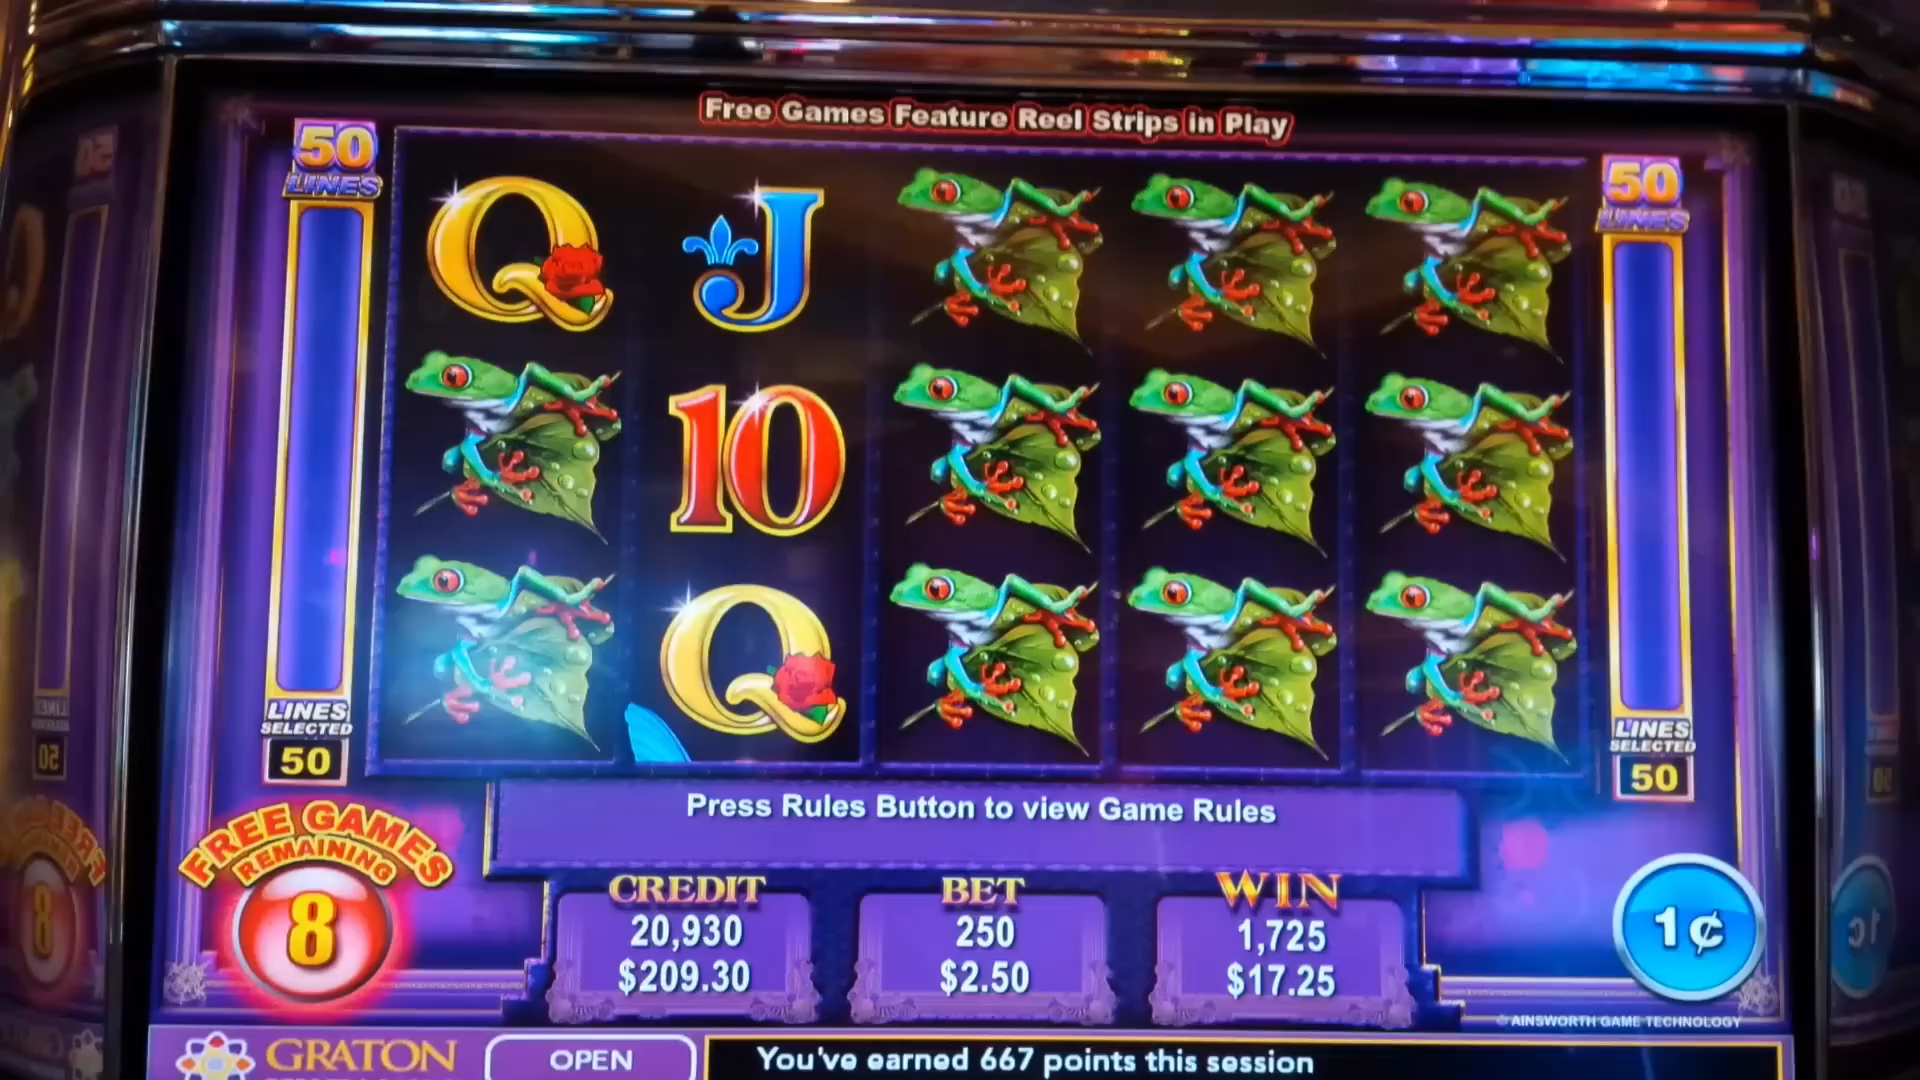 Free Games Feature Reel Strips in Play
50
LINES
50
LINES
Q
J
10
Q
LINES
SELECTED
50
LINES
SELECTED
50
Press Rules Button to view Game Rules
FREE GAMES
REMAINING
8
CREDIT
20,930
$209.30
BET
250
$2.50
WIN
1,725
$17.25
1¢
AINSWORTH GAME TECHNOLOGY
GRATON
OPEN
You've earned 667 points this session